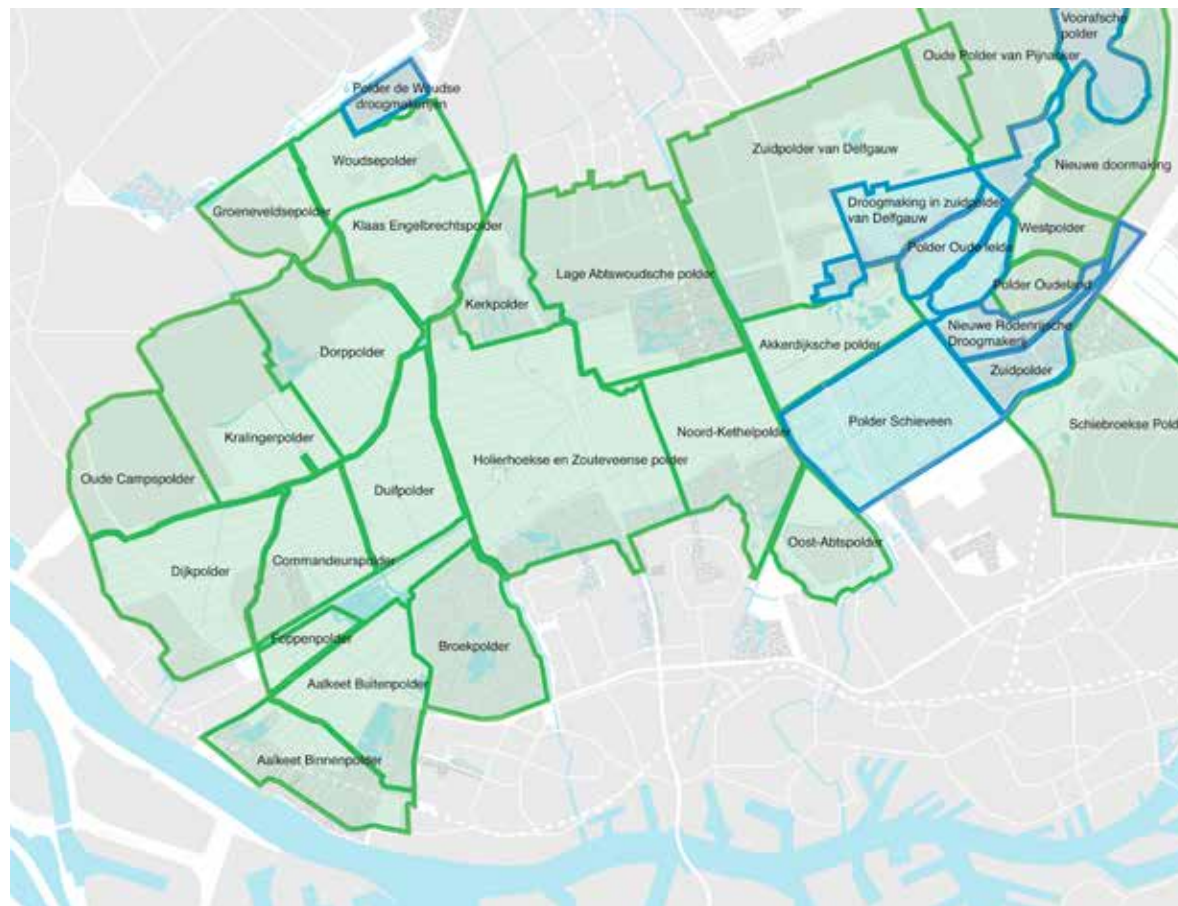 Voorafsche
polder
Oude Polder van Pijnacker
Polder de Woudse
droogmakerijen
Woudsepolder
Zuidpolder van Delfgauw
Nieuwe doormaking
Groeneveldsepolder
Klaas Engelbrechtspolder
Droogmaking in zuidpolder
van Delfgauw
Westpolder
Polder Oude leide
Lage Abtswoudsche polder
Kerkpolder
Polder Oudeland
Nieuwe Rodenrijsche
Droogmakerij
Dorppolder
Akkerdijksche polder
Zuidpolder
Polder Schieveen
Schiebroekse Pold
Kralingerpolder
Noord-Kethelpolder
Holierhoekse en Zouteveense polder
Oude Campspolder
Duifpolder
Oost-Abtspolder
Commandeurspolder
Dijkpolder
Foppenpolder
Broekpolder
Aalkeet Buitenpolder
Aalkeet Binnenpolder